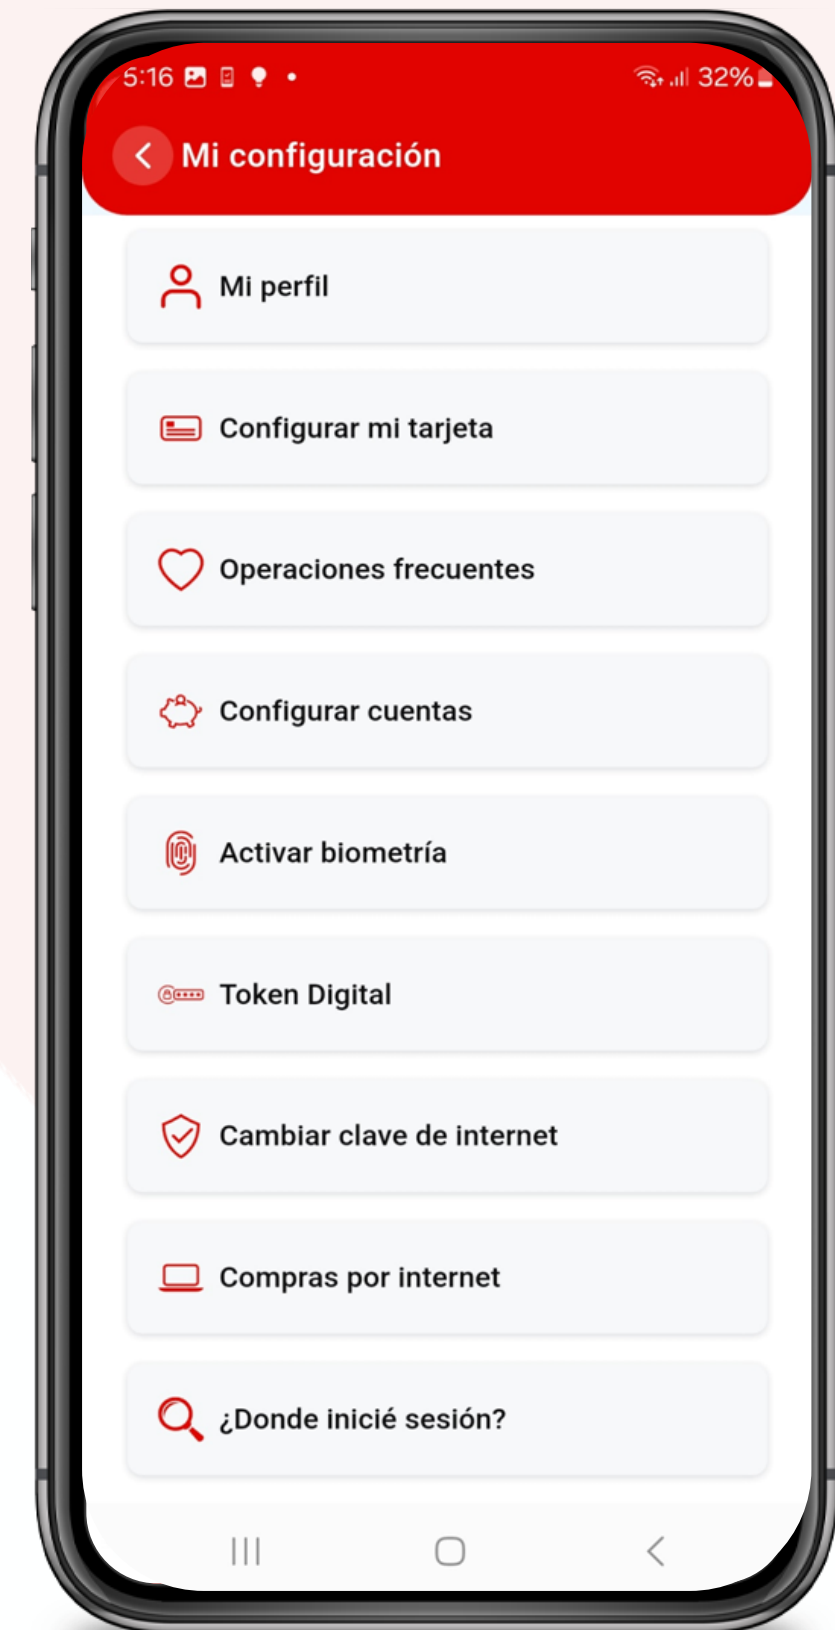 5:16 32%
Mi configuración
Mi perfil
Configurar mi tarjeta
Operaciones frecuentes
Configurar cuentas
Activar biometría
Token Digital
Cambiar clave de internet
Compras por internet
¿Donde inicié sesión?